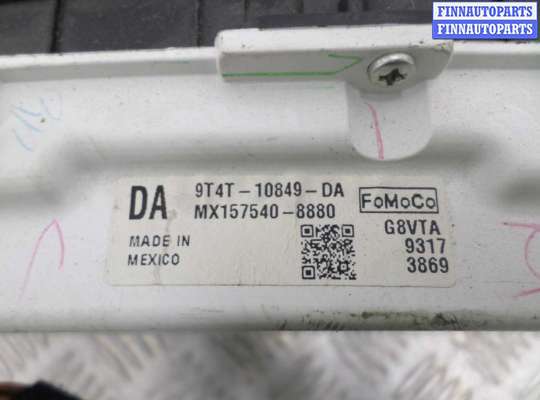 FINNAUTOPARTS
FINNAUTOPARTS
DA
9T4T-10849-DA
MX157540-8880
FoMoCo
MADE IN
MEXICO
G8VTA
9317
3869